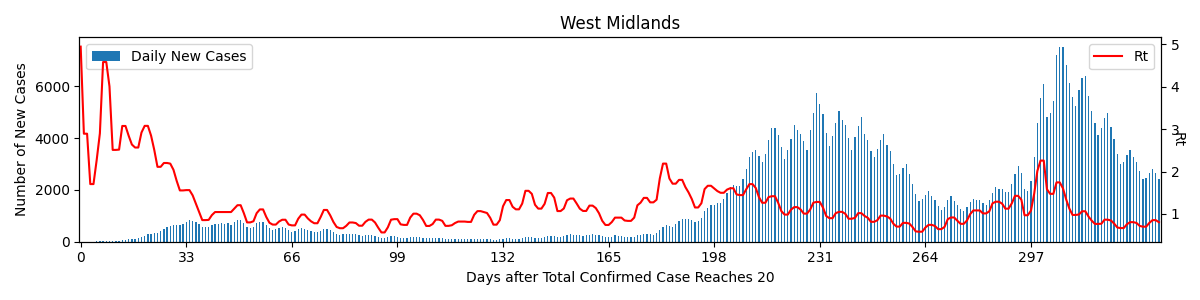 West Midlands
Daily New Cases
Rt
Number of New Cases
6000
4000
2000
0
5
4
3
2
1
Rt
0 33 66 99 132 165 198 231 264 297
Days after Total Confirmed Case Reaches 20